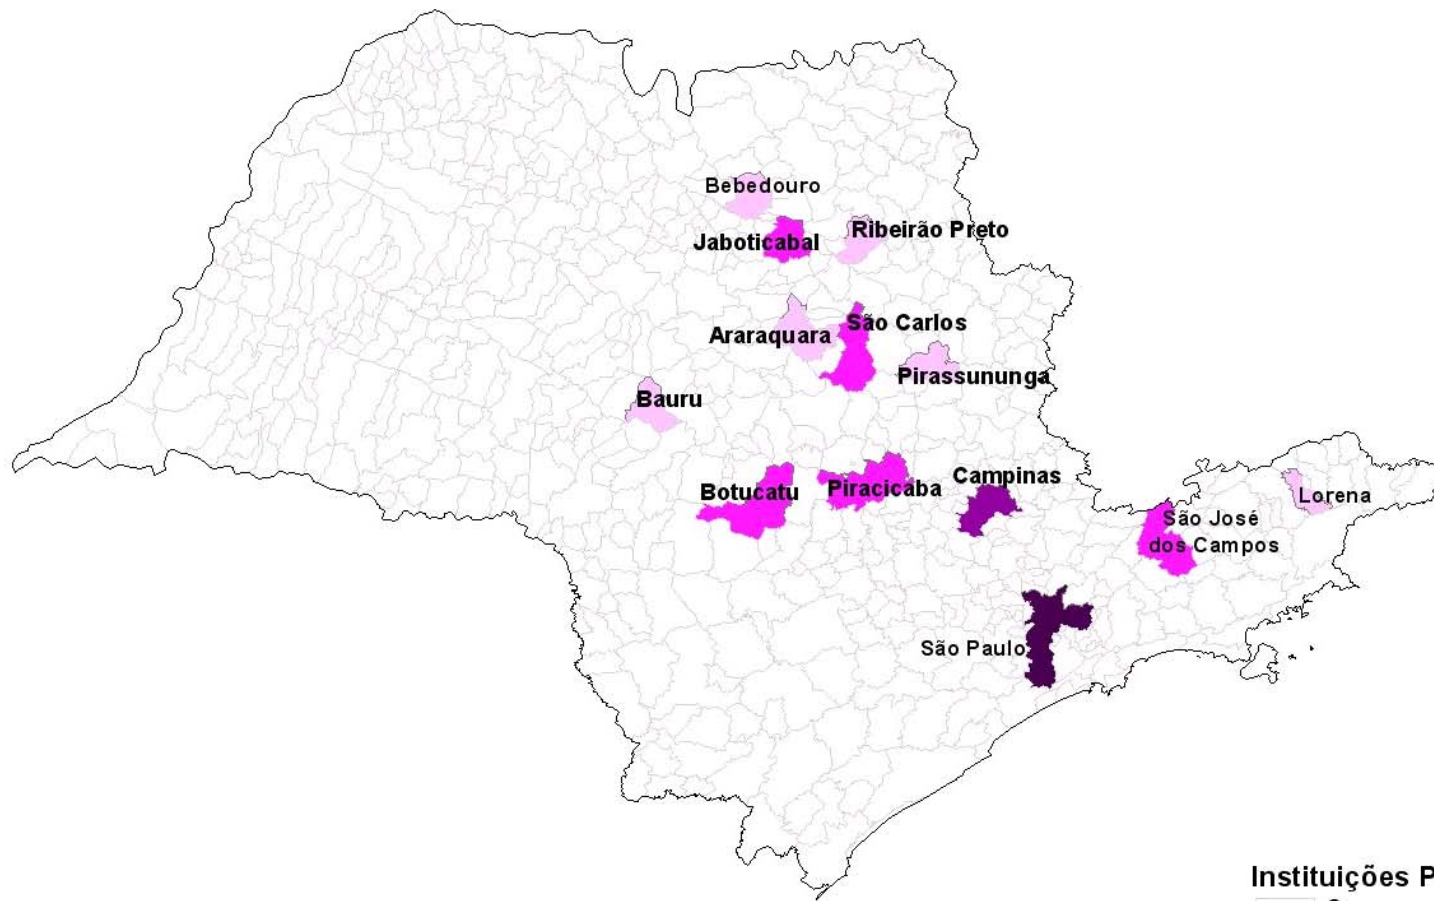 Bebedouro
Jaboticabal
Ribeirão Preto
Araraquara
São Carlos
Pirassununga
Bauru
Botucatu
Piracicaba
Campinas
Lorena
São José
dos Campos
São Paulo
Instituições P